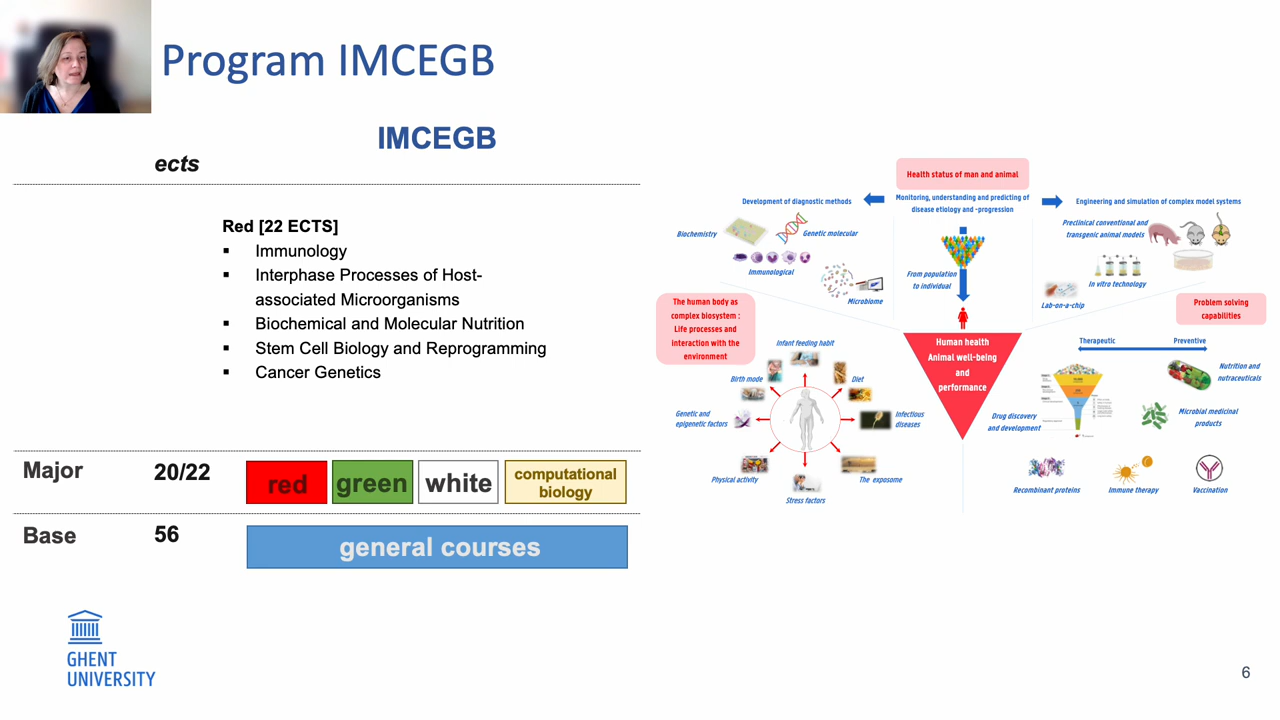 Program IMCEGB
IMCEGB
ects
Red [22 ECTS]
▪ Immunology
▪ Interphase Processes of Host-
associated Microorganisms
▪ Biochemical and Molecular Nutrition
▪ Stem Cell Biology and Reprogramming
▪ Cancer Genetics
Major
20/22
red
green
white
computational
biology
Base
56
general courses
GHENT
UNIVERSITY
Health status of man and animal
Development of diagnostic methods
Monitoring, understanding and predicting of
disease etiology and -progression
Engineering and simulation of complex model systems
Biochemistry
Genetic molecular
Immunological
Microbiome
From population
to individual
Preclinical conventional and
transgenic animal models
In vitro technology
Lab-on-a-chip
The human body as
complex biosystem :
Life processes and
interaction with the
environment
Problem solving
capabilities
Human health
Animal well-being
and
performance
Infant feeding habit
Birth mode
Diet
Genetic and
epigenetic factors
Infectious
diseases
Physical activity
The exposome
Stress factors
Therapeutic
Preventive
Nutrition and
nutraceuticals
Drug discovery
and development
Microbial medicinal
products
Recombinant proteins
Immune therapy
Vaccination
6